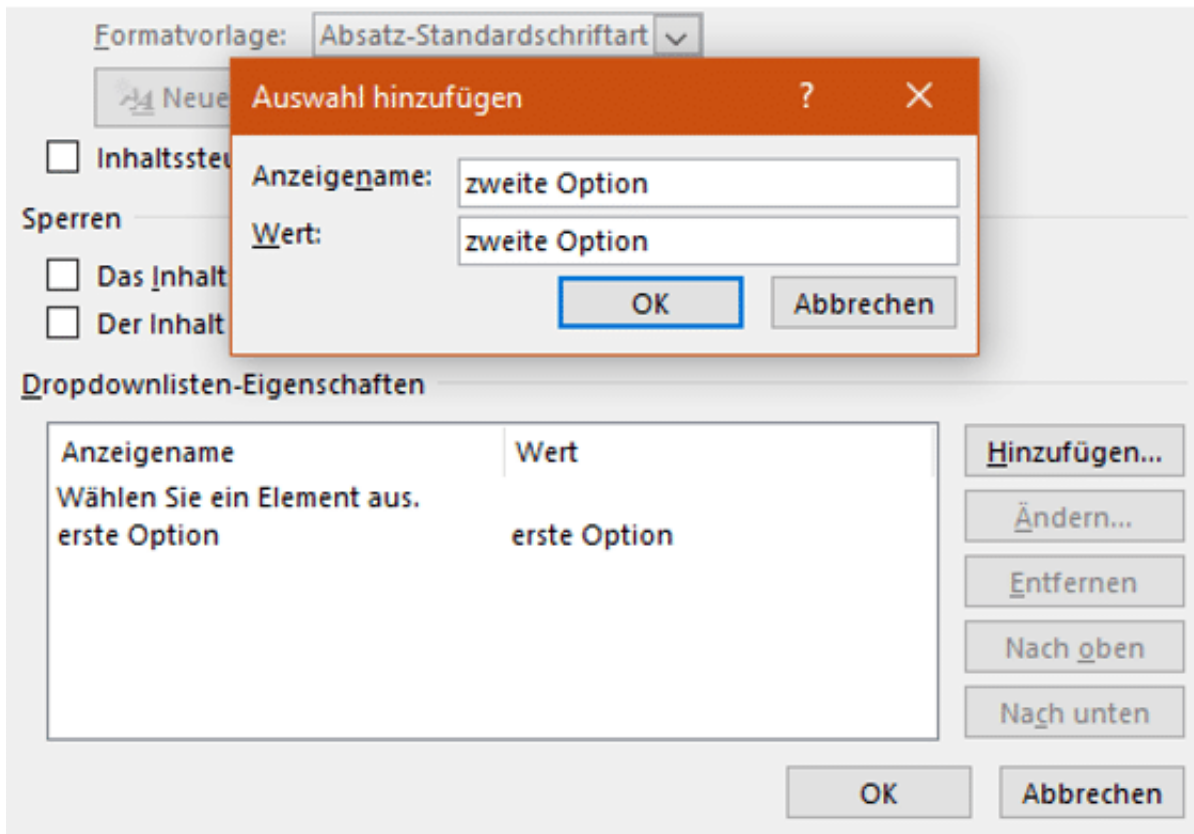 Formatvorlage: Absatz-Standardschriftart
Neue
Auswahl hinzufügen ? ×
Inhaltssteu
Anzeigename: zweite Option
Sperren
Wert: zweite Option
Das Inhalt
OK Abbrechen
Der Inhalt
Dropdownlisten-Eigenschaften
Anzeigename Wert
Hinzufügen...
Wählen Sie ein Element aus.
Ändern...
erste Option erste Option
Entfernen
Nach oben
Nach unten
OK Abbrechen